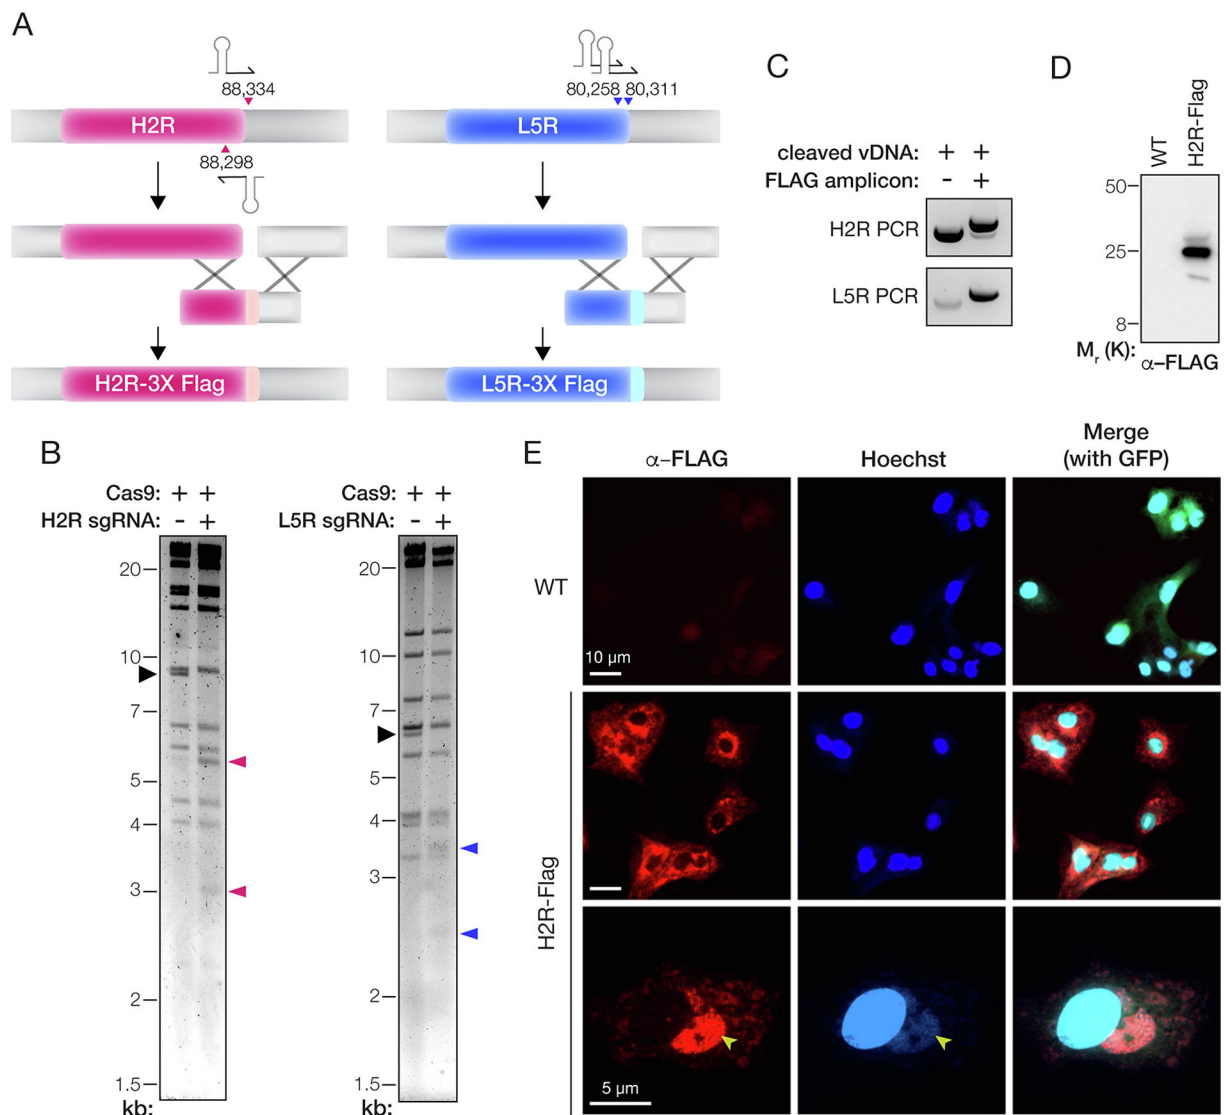 A
88,334
H2R
88,298
H2R-3X Flag
80,258 80,311
L5R
L5R-3X Flag
C
cleaved vDNA: + +
FLAG amplicon: - +
H2R PCR
L5R PCR
D
WT
H2R-Flag
50
25
8
Mr (K):
α–FLAG
B
Cas9: + +
H2R sgRNA: - +
20
10
7
5
4
3
2
1.5
kb:
Cas9: + +
L5R sgRNA: - +
20
10
7
5
4
3
2
1.5
kb:
E
α–FLAG
Hoechst
Merge
(with GFP)
WT
10 μm
H2R-Flag
5 μm